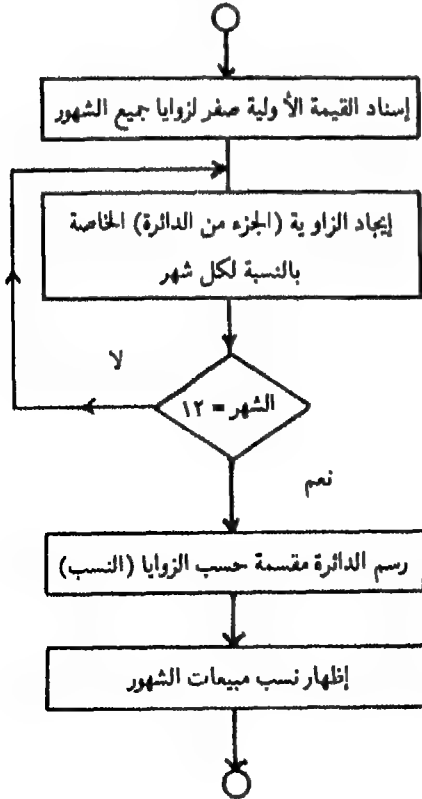 إسناد القيمة الأولية صفر لزوايا جميع الشهور
إيجاد الزاوية (الجزء من الدائرة) الخاصة
بالنسبة لكل شهر
لا
الشهر = ١٢
نعم
رسم الدائرة مقسمة حسب الزوايا (النسب)
إظهار نسب مبيعات الشهور